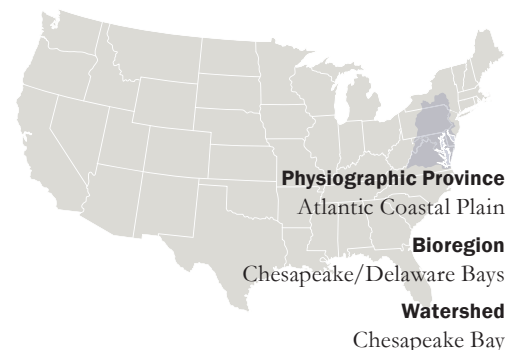 Physiographic Province
Atlantic Coastal Plain
Bioregion
Chesapeake/Delaware Bays
Watershed
Chesapeake Bay